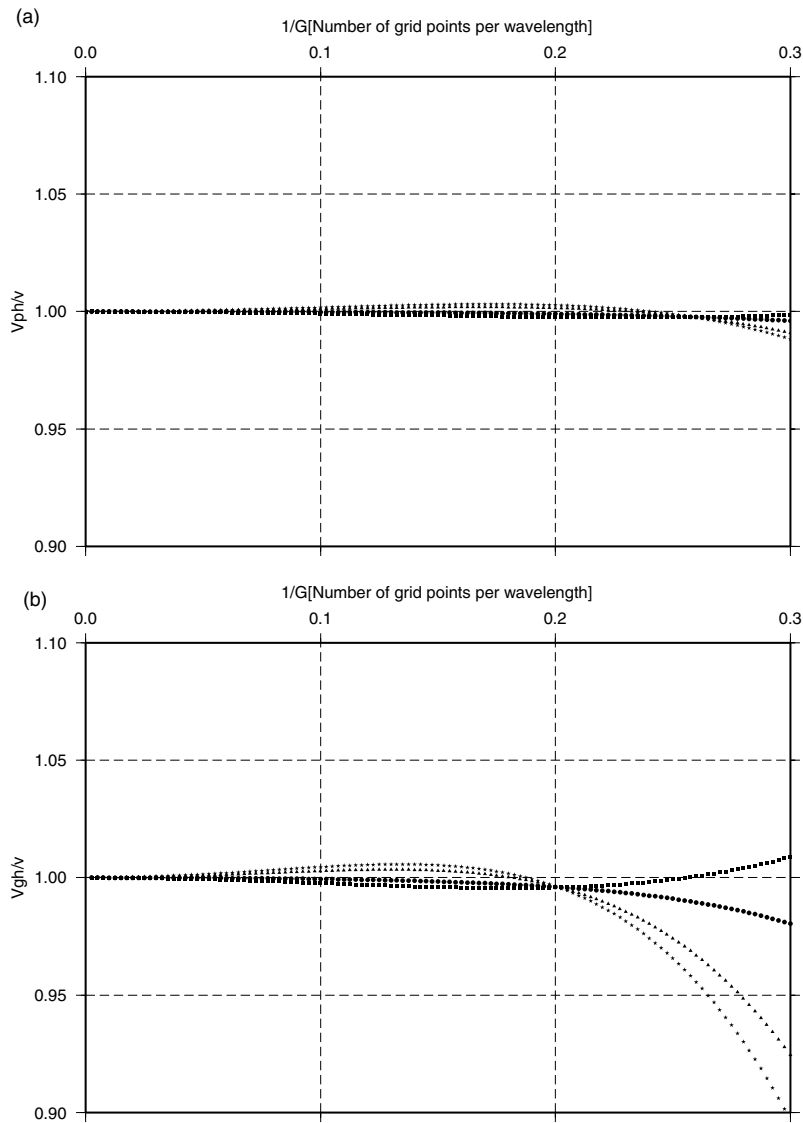 (a)
1/G[Number of grid points per wavelength]
0.0 0.1 0.2 0.3
1.10
1.05
1.00
0.95
0.90
Vph/v
(b)
1/G[Number of grid points per wavelength]
0.0 0.1 0.2 0.3
1.10
1.05
1.00
0.95
0.90
Vgh/v